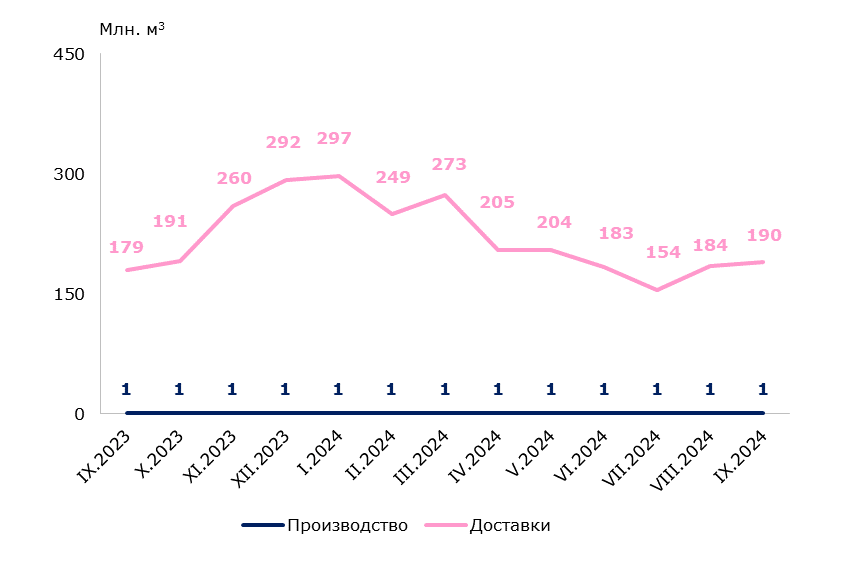 Млн. м³
450
300
150
0
179
191
260
292
297
249
273
205
204
183
154
184
190
1 1 1 1 1 1 1 1 1 1 1 1 1
IX.2023
X.2023
XI.2023
XII.2023
I.2024
II.2024
III.2024
IV.2024
V.2024
VI.2024
VII.2024
VIII.2024
IX.2024
Производство Доставки